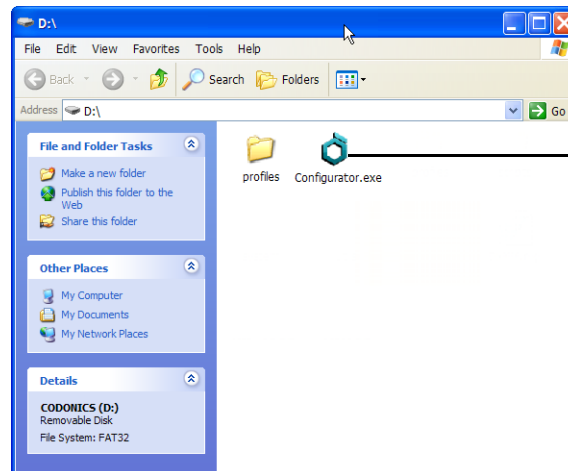 D:\
File Edit View Favorites Tools Help
Back Search Folders
Address D:\ Go
File and Folder Tasks
Make a new folder
Publish this folder to the
Web
Share this folder
profiles Configurator.exe
Other Places
My Computer
My Documents
My Network Places
Details
CODONICS (D:)
Removable Disk
File System: FAT32